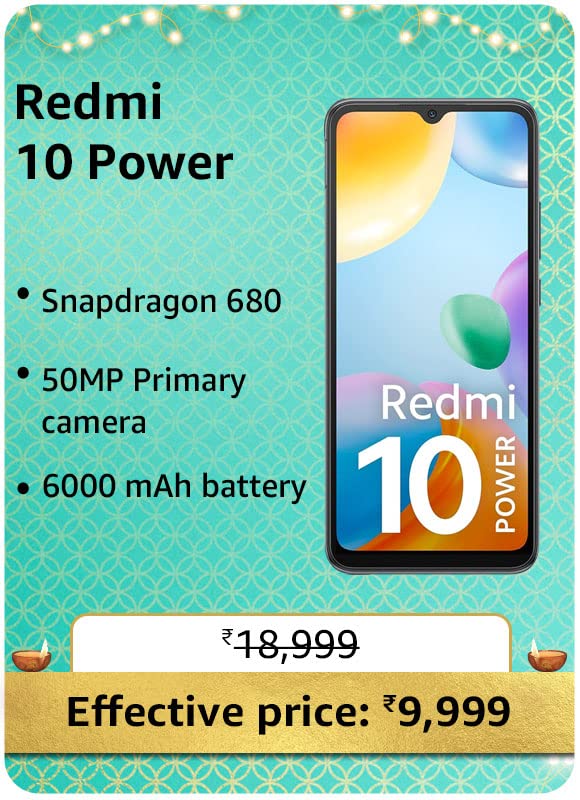 Redmi
10 Power
• Snapdragon 680
• 50MP Primary
camera
• 6000 mAh battery
Redmi
10 POWER
₹18,999
Effective price: ₹9,999